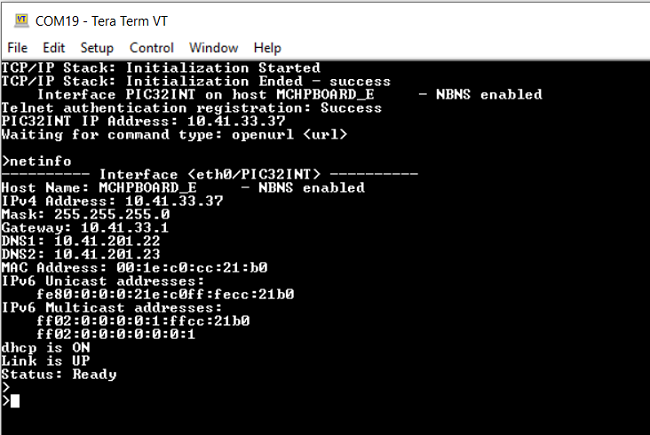 VT COM19 - Tera Term VT
File Edit Setup Control Window Help
TCP/IP Stack: Initialization Started
TCP/IP Stack: Initialization Ended - success
    Interface PIC32INT on host MCHPBOARD_E     - NBNS enabled
Telnet authentication registration: Success
PIC32INT IP Address: 10.41.33.37
Waiting for command type: openurl <url>
>netinfo
---------- Interface <eth0/PIC32INT> ----------
Host Name: MCHPBOARD_E     - NBNS enabled
IPv4 Address: 10.41.33.37
Mask: 255.255.255.0
Gateway: 10.41.33.1
DNS1: 10.41.201.22
DNS2: 10.41.201.23
MAC Address: 00:1e:c0:cc:21:b0
IPv6 Unicast addresses:
    fe80:0:0:0:21e:c0ff:fecc:21b0
IPv6 Multicast addresses:
    ff02:0:0:0:0:1:ffcc:21b0
    ff02:0:0:0:0:0:0:1
dhcp is ON
Link is UP
Status: Ready
>
>